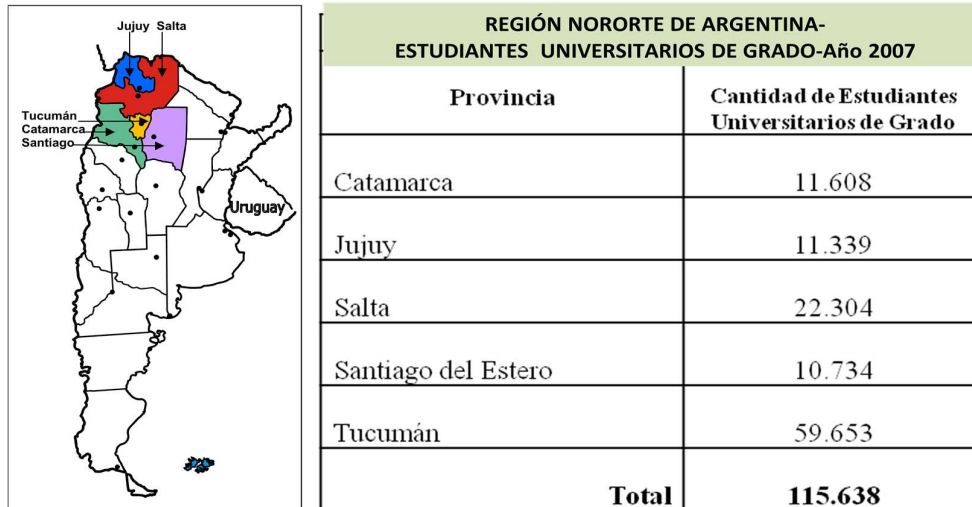 Jujuy Salta
Tucumán
Catamarca
Santiago
Uruguay
REGIÓN NORORTE DE ARGENTINA-
ESTUDIANTES UNIVERSITARIOS DE GRADO-Año 2007
Provincia
Cantidad de Estudiantes
Universitarios de Grado
Catamarca 11.608
Jujuy 11.339
Salta 22.304
Santiago del Estero 10.734
Tucumán 59.653
Total 115.638